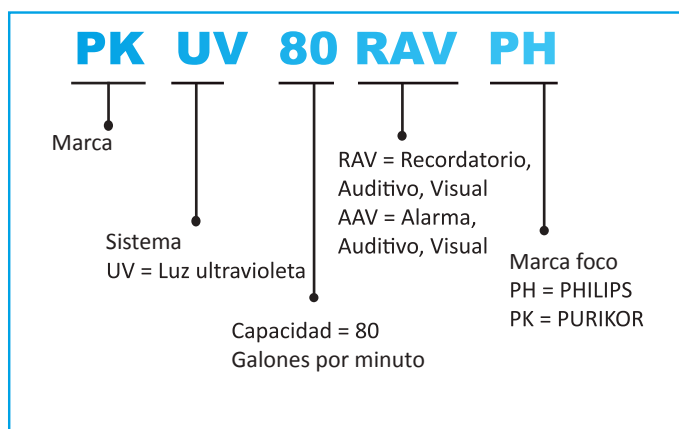 PK UV 80 RAV PH
Marca
RAV = Recordatorio,
Auditivo, Visual
AAV = Alarma,
Auditivo, Visual
Sistema
UV = Luz ultravioleta
Marca foco
PH = PHILIPS
PK = PURIKOR
Capacidad = 80
Galones por minuto